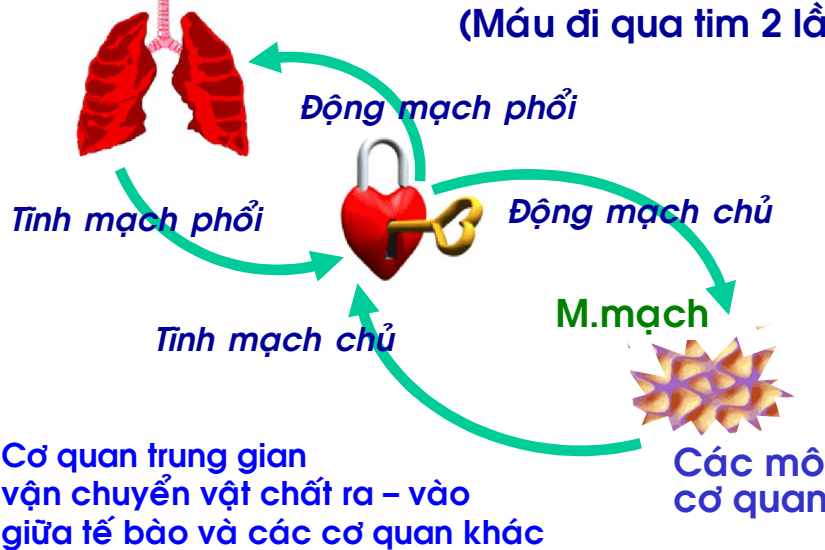 (Máu đi qua tim 2 lầ
Động mạch phổi
Tĩnh mạch phổi
Động mạch chủ
M.mạch
Tĩnh mạch chủ
Các mô
cơ quan
Cơ quan trung gian
vận chuyển vật chất ra – vào
giữa tế bào và các cơ quan khác